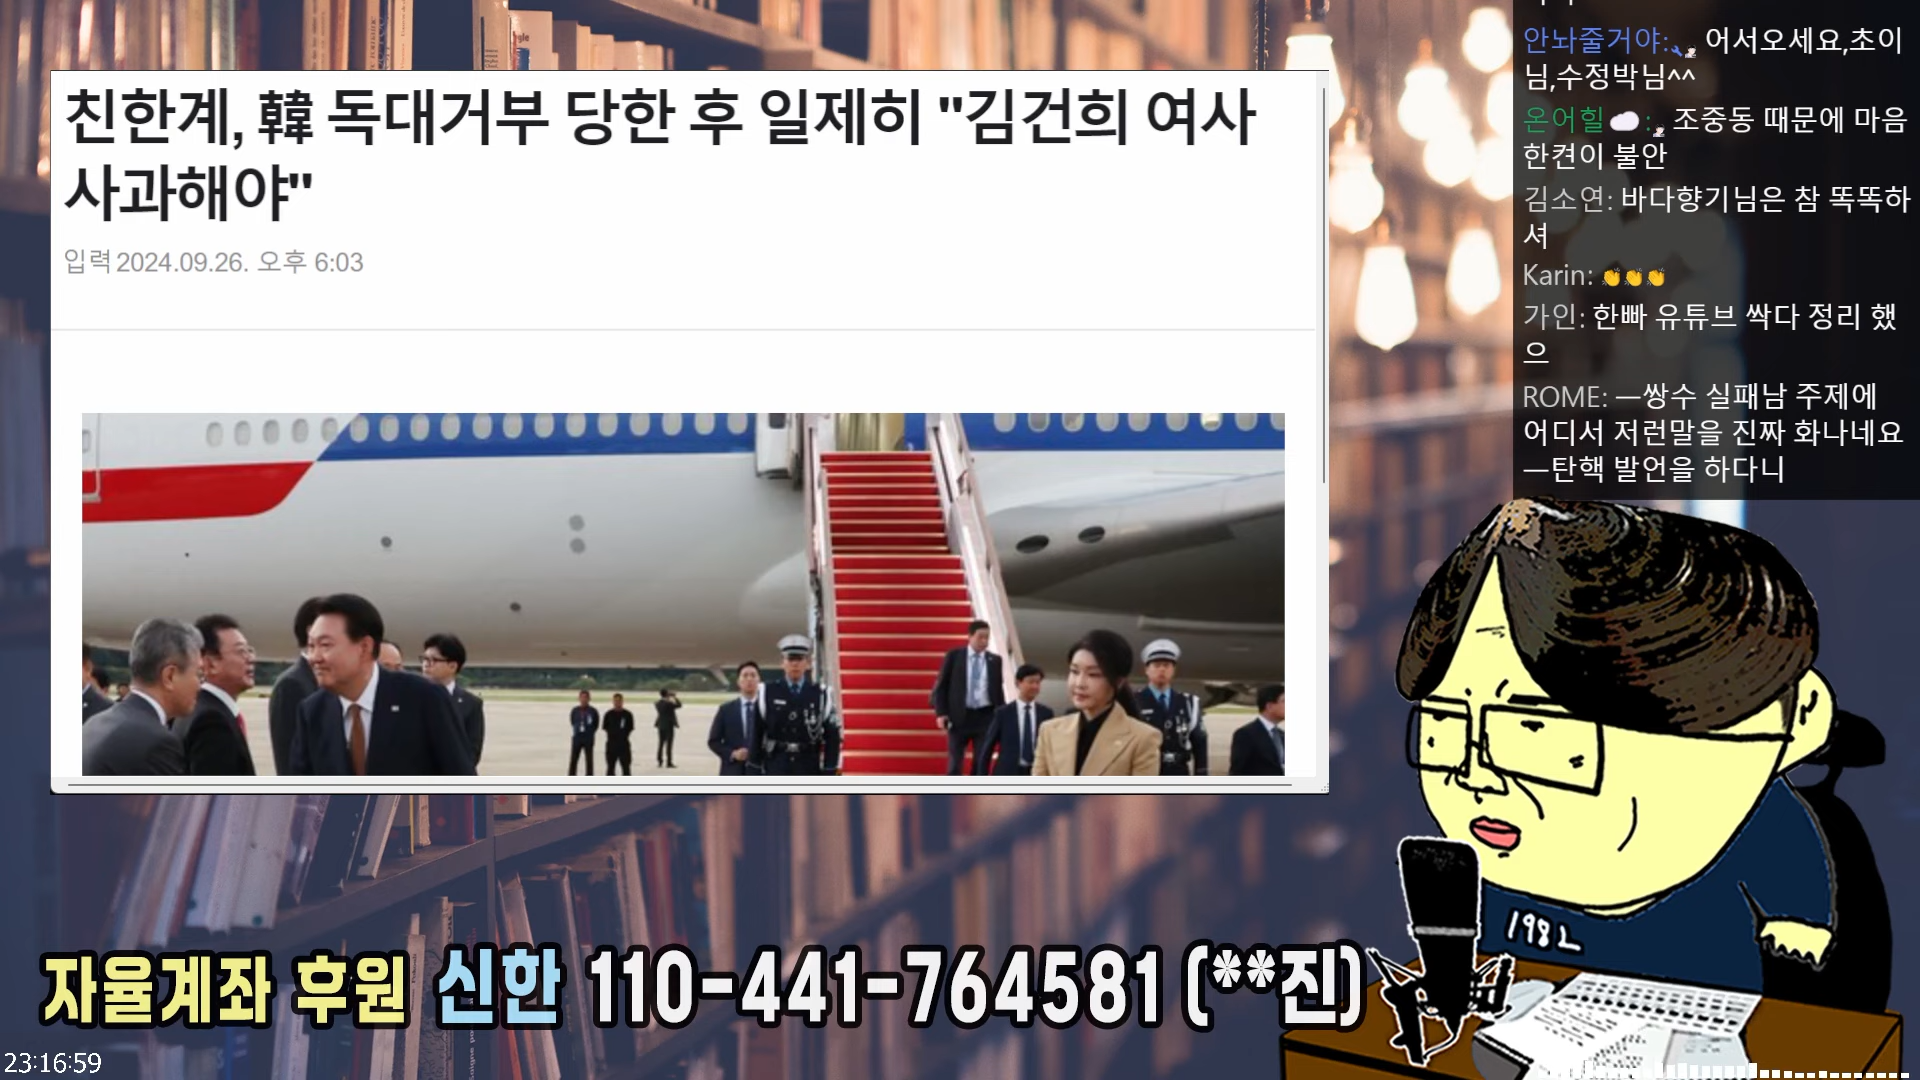 친한계, 韓 독대거부 당한 후 일제히 "김건희 여사
사과해야"
입력 2024.09.26. 오후 6:03
안놔줄거야: 어서오세요,초이
님,수정박님^^
온어힐 : 조중동 때문에 마음
한켠이 불안
김소연: 바다향기님은 참 똑똑하
셔
Karin: 👏👏👏
가인: 한빠 유튜브 싹다 정리 했
으
ROME: ㅡ쌍수 실패남 주제에
어디서 저런말을 진짜 화나네요
ㅡ탄핵 발언을 하다니
1982
자율계좌 후원 신한 110-441-764581 (**진)
23:16:59